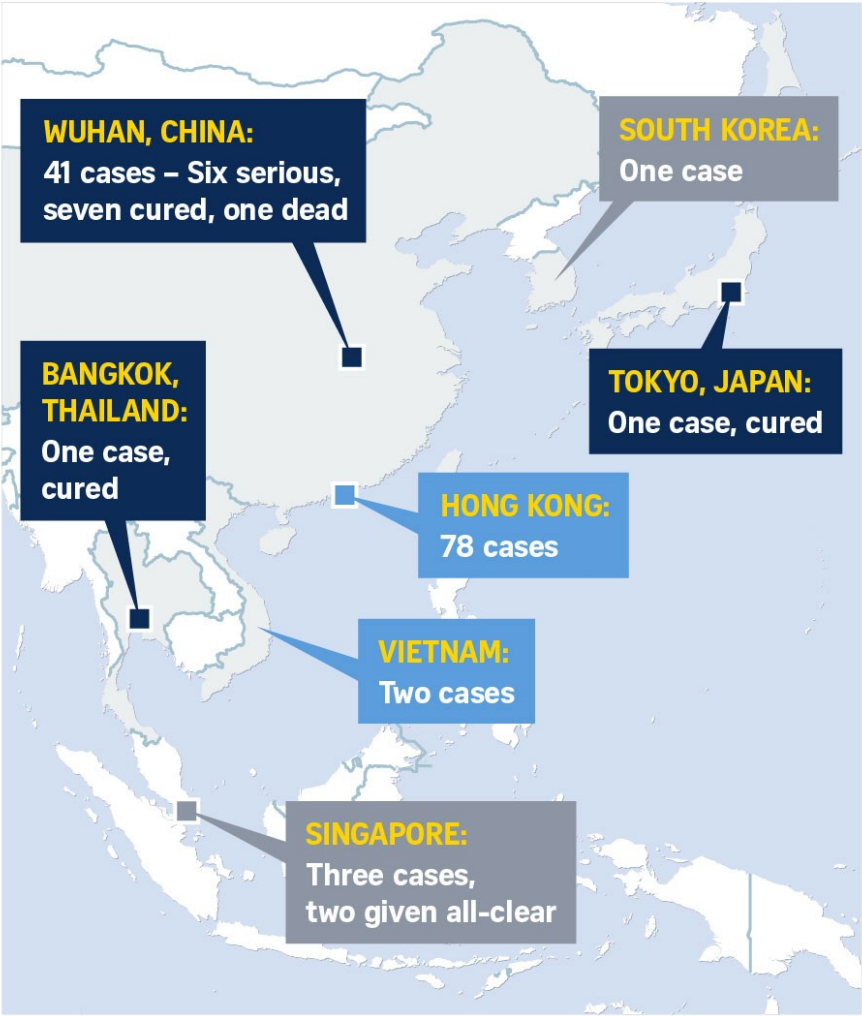 WUHAN, CHINA:
41 cases – Six serious,
seven cured, one dead
SOUTH KOREA:
One case
BANGKOK,
THAILAND:
One case,
cured
TOKYO, JAPAN:
One case, cured
HONG KONG:
78 cases
VIETNAM:
Two cases
SINGAPORE:
Three cases,
two given all-clear